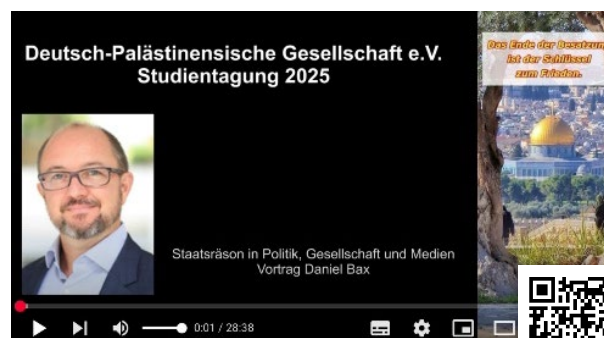 Deutsch-Palästinensische Gesellschaft e.V.
Studientagung 2025
Das Ende der Besatzun
ist der Schlüssel
zum Frieden.
Staatsräson in Politik, Gesellschaft und Medien
Vortrag Daniel Bax
0:01 / 28:38